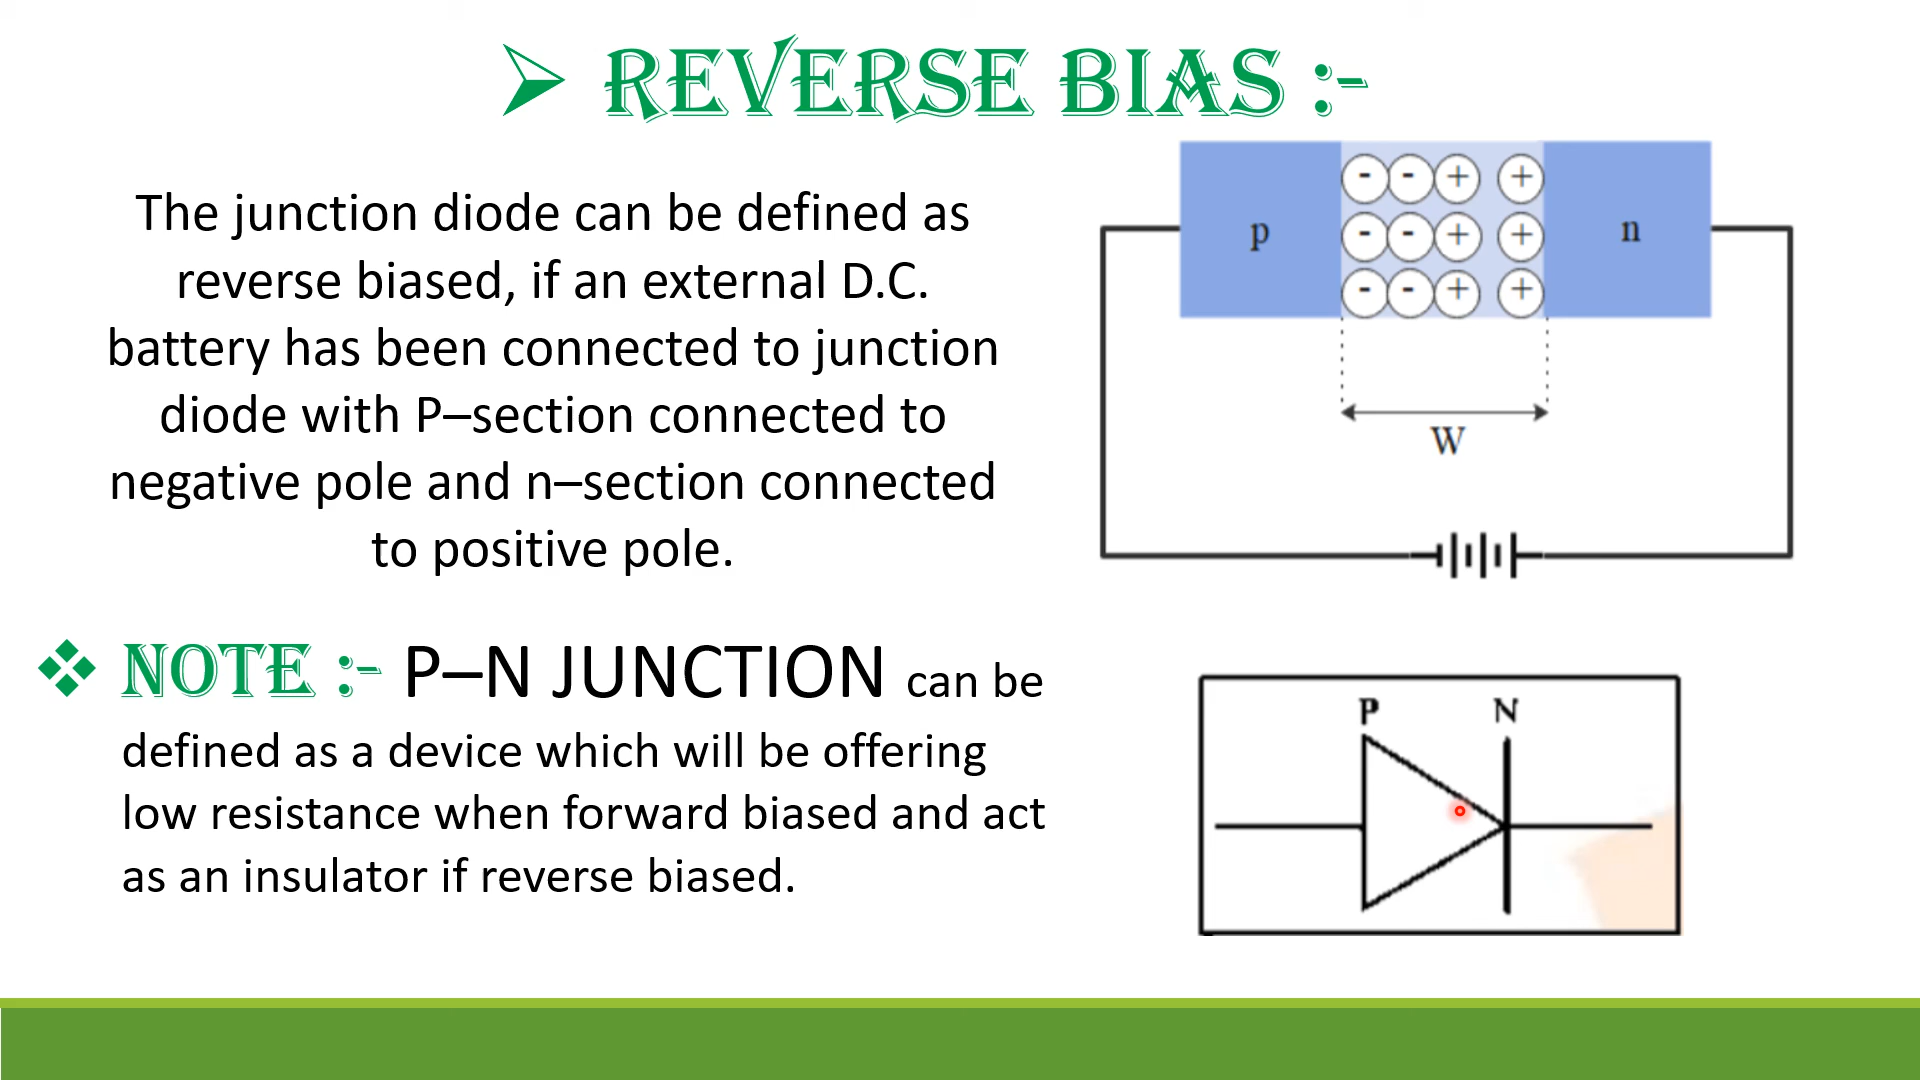 REVERSE BIAS :-
The junction diode can be defined as
reverse biased, if an external D.C.
battery has been connected to junction
diode with P–section connected to
negative pole and n–section connected
to positive pole.
p
- - + +
n
- - + +
- - + +
W
NOTE :- P–N JUNCTION can be
defined as a device which will be offering
low resistance when forward biased and act
as an insulator if reverse biased.
P N